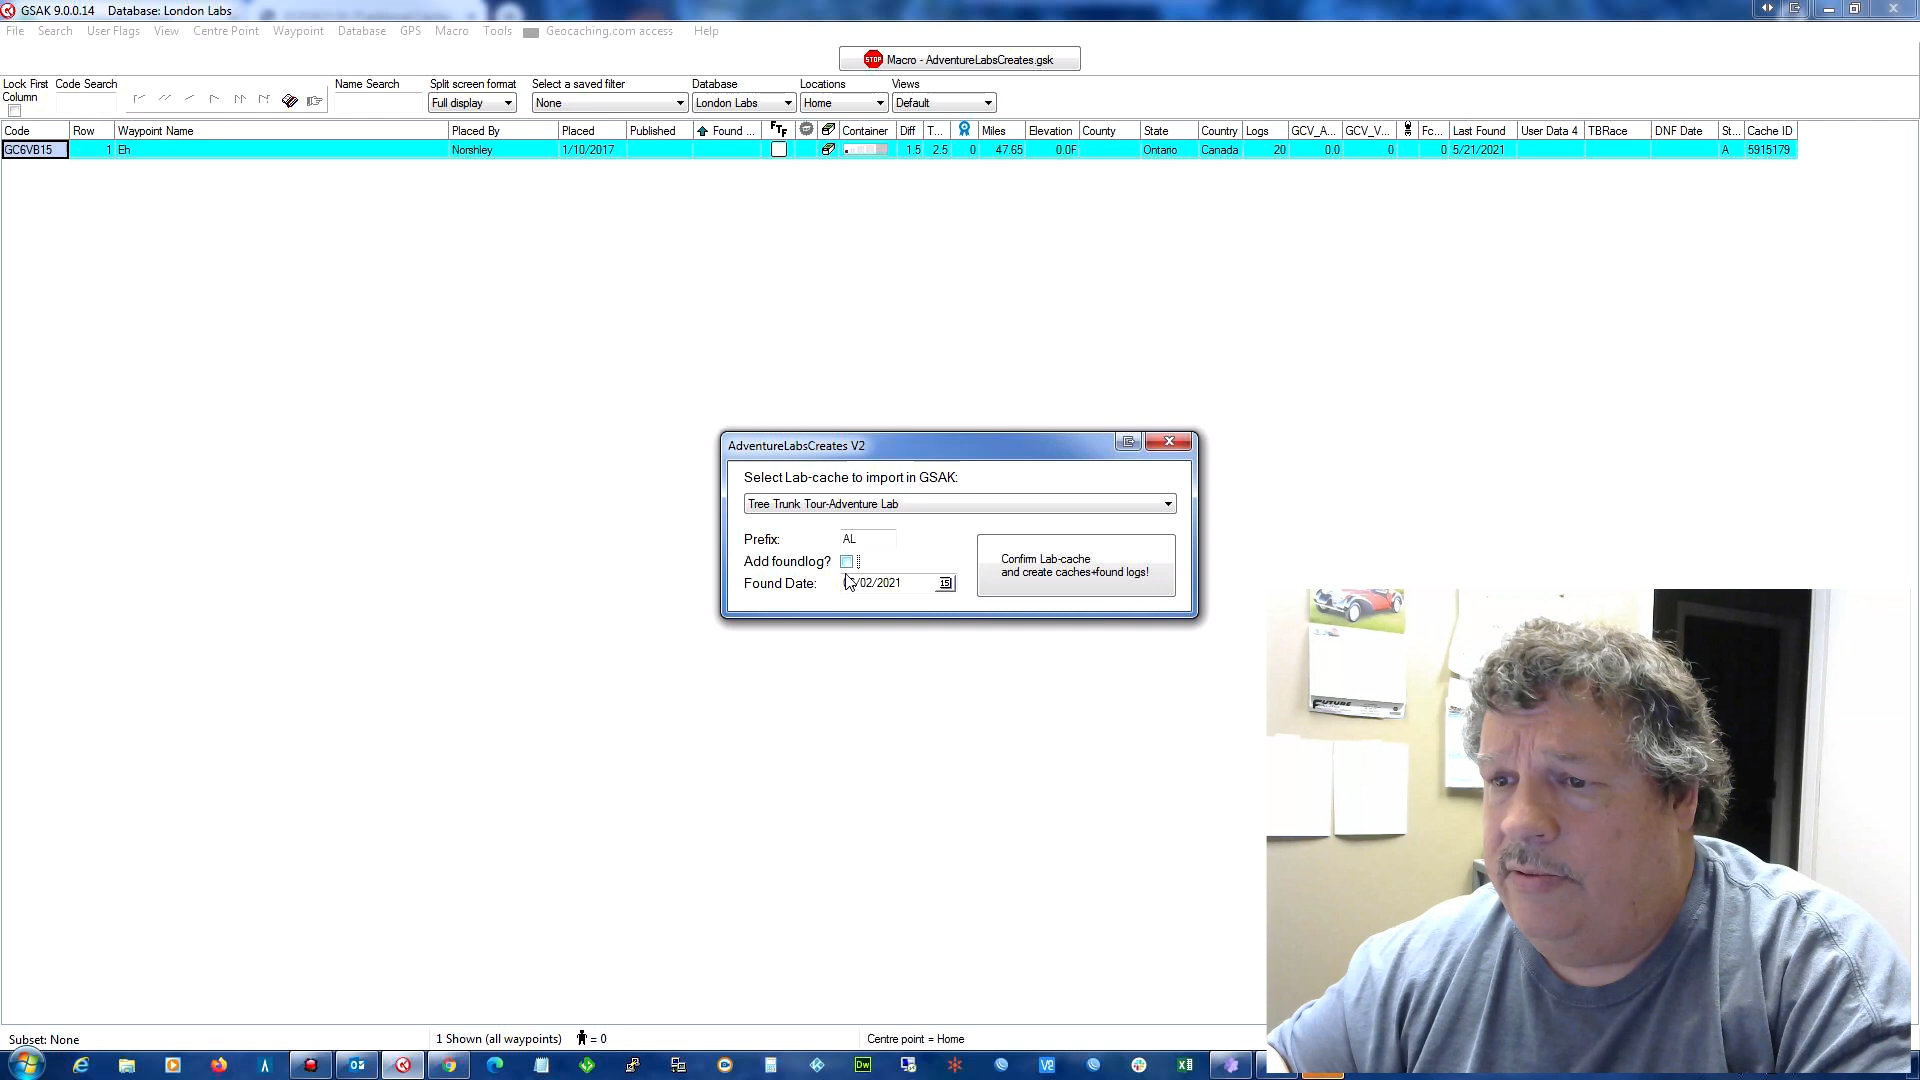 GSAK 9.0.0.14 Database: London Labs
File Search User Flags View Centre Point Waypoint Database GPS Macro Tools Geocaching.com access Help
STOP Macro - AdventureLabsCreates.gsk
Lock First Column Code Search Name Search Split screen format Select a saved filter Database Locations Views
Full display None London Labs Home Default
Code Row Waypoint Name Placed By Placed Published Found ... FTF Container Diff T... Miles Elevation County State Country Logs GCV_A... GCV_V... Fc... Last Found User Data 4 TBRace DNF Date St... Cache ID
GC6VB15 1 Eh Norshley 1/10/2017 1.5 2.5 0 47.65 0.0F Ontario Canada 20 0.0 0 0 5/21/2021 A 5915179
AdventureLabsCreates V2
Select Lab-cache to import in GSAK:
Tree Trunk Tour-Adventure Lab
Prefix: AL
Add foundlog?
Found Date: /02/2021 15
Confirm Lab-cache
and create caches+found logs!
FUTURE
Subset: None 1 Shown (all waypoints) = 0 Centre point = Home
Dw